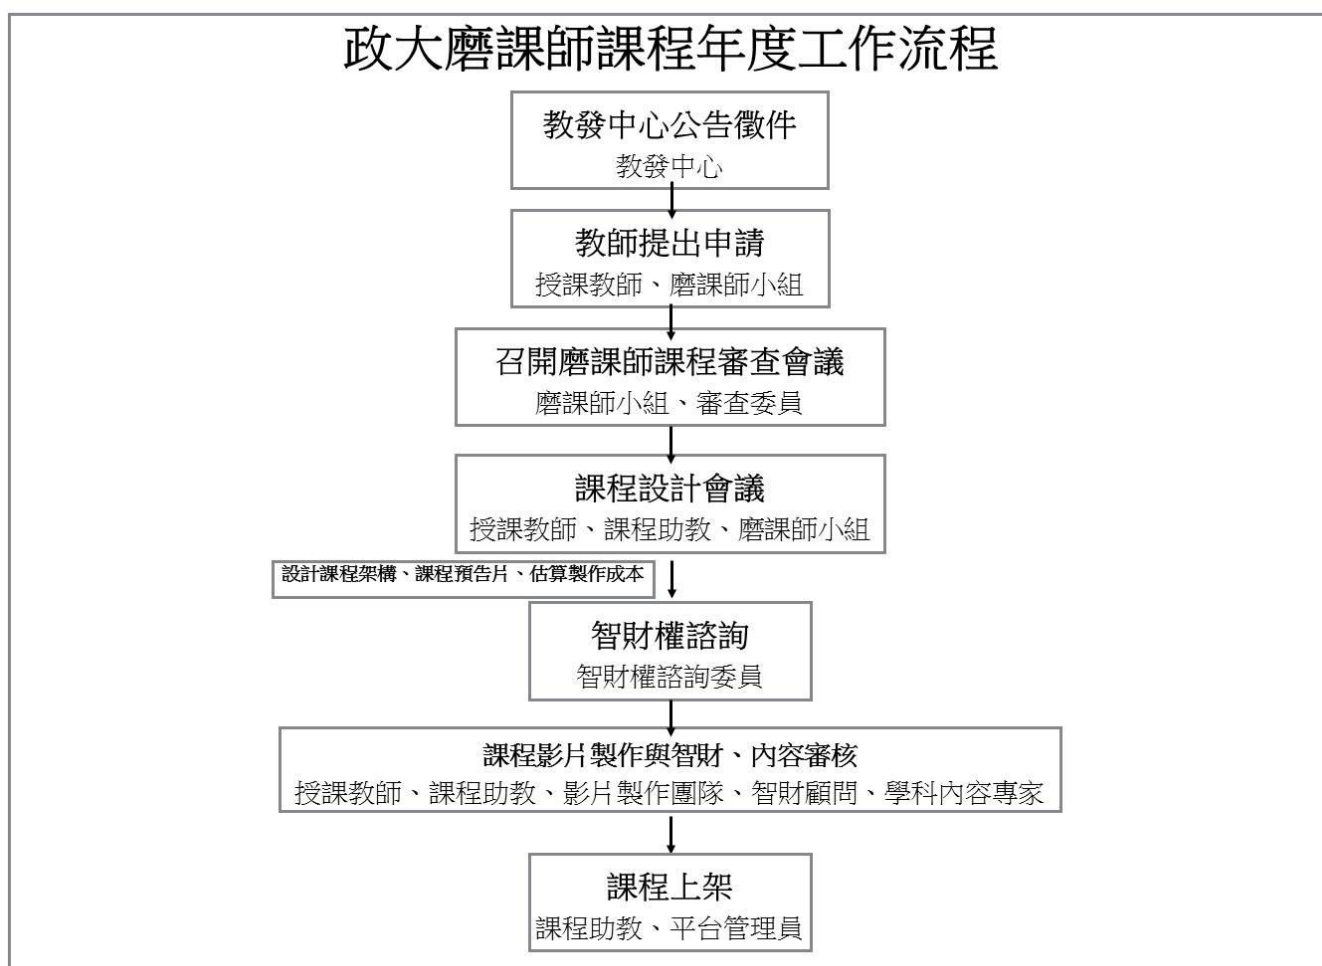 政大磨課師課程年度工作流程
教發中心公告徵件
教發中心
教師提出申請
授課教師、磨課師小組
召開磨課師課程審查會議
磨課師小組、審查委員
課程設計會議
授課教師、課程助教、磨課師小組
設計課程架構、課程預告片、估算製作成本
智財權諮詢
智財權諮詢委員
課程影片製作與智財、內容審核
授課教師、課程助教、影片製作團隊、智財顧問、學科內容專家
課程上架
課程助教、平台管理員